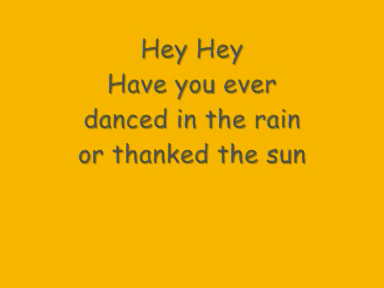 Hey Hey
Have you ever
danced in the rain
or thanked the sun